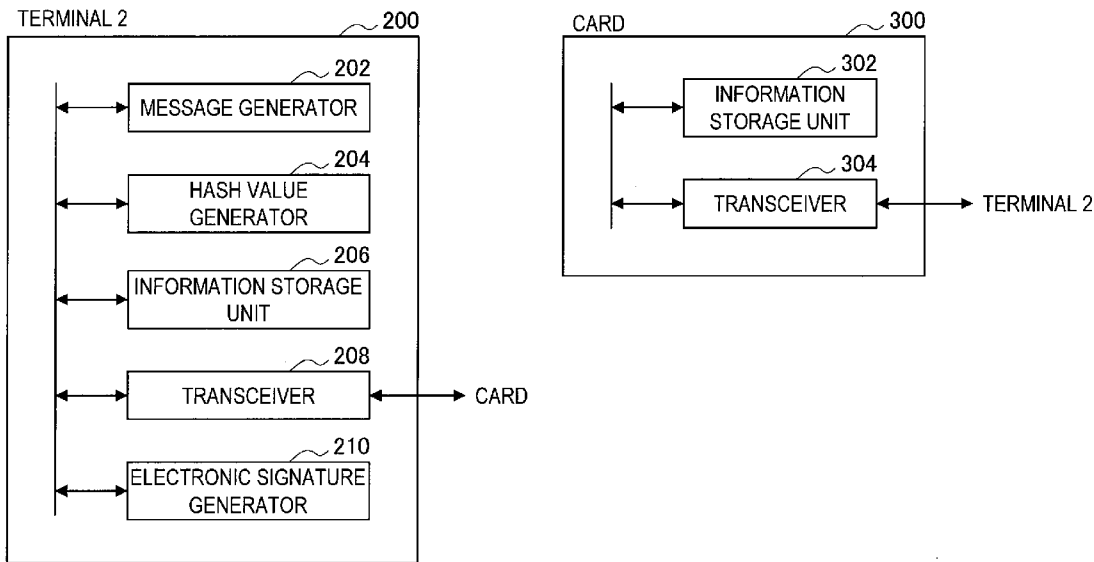 TERMINAL 2
200
202
MESSAGE GENERATOR
204
HASH VALUE
GENERATOR
206
INFORMATION STORAGE
UNIT
208
TRANSCEIVER
CARD
210
ELECTRONIC SIGNATURE
GENERATOR
CARD
300
302
INFORMATION
STORAGE UNIT
304
TRANSCEIVER
TERMINAL 2